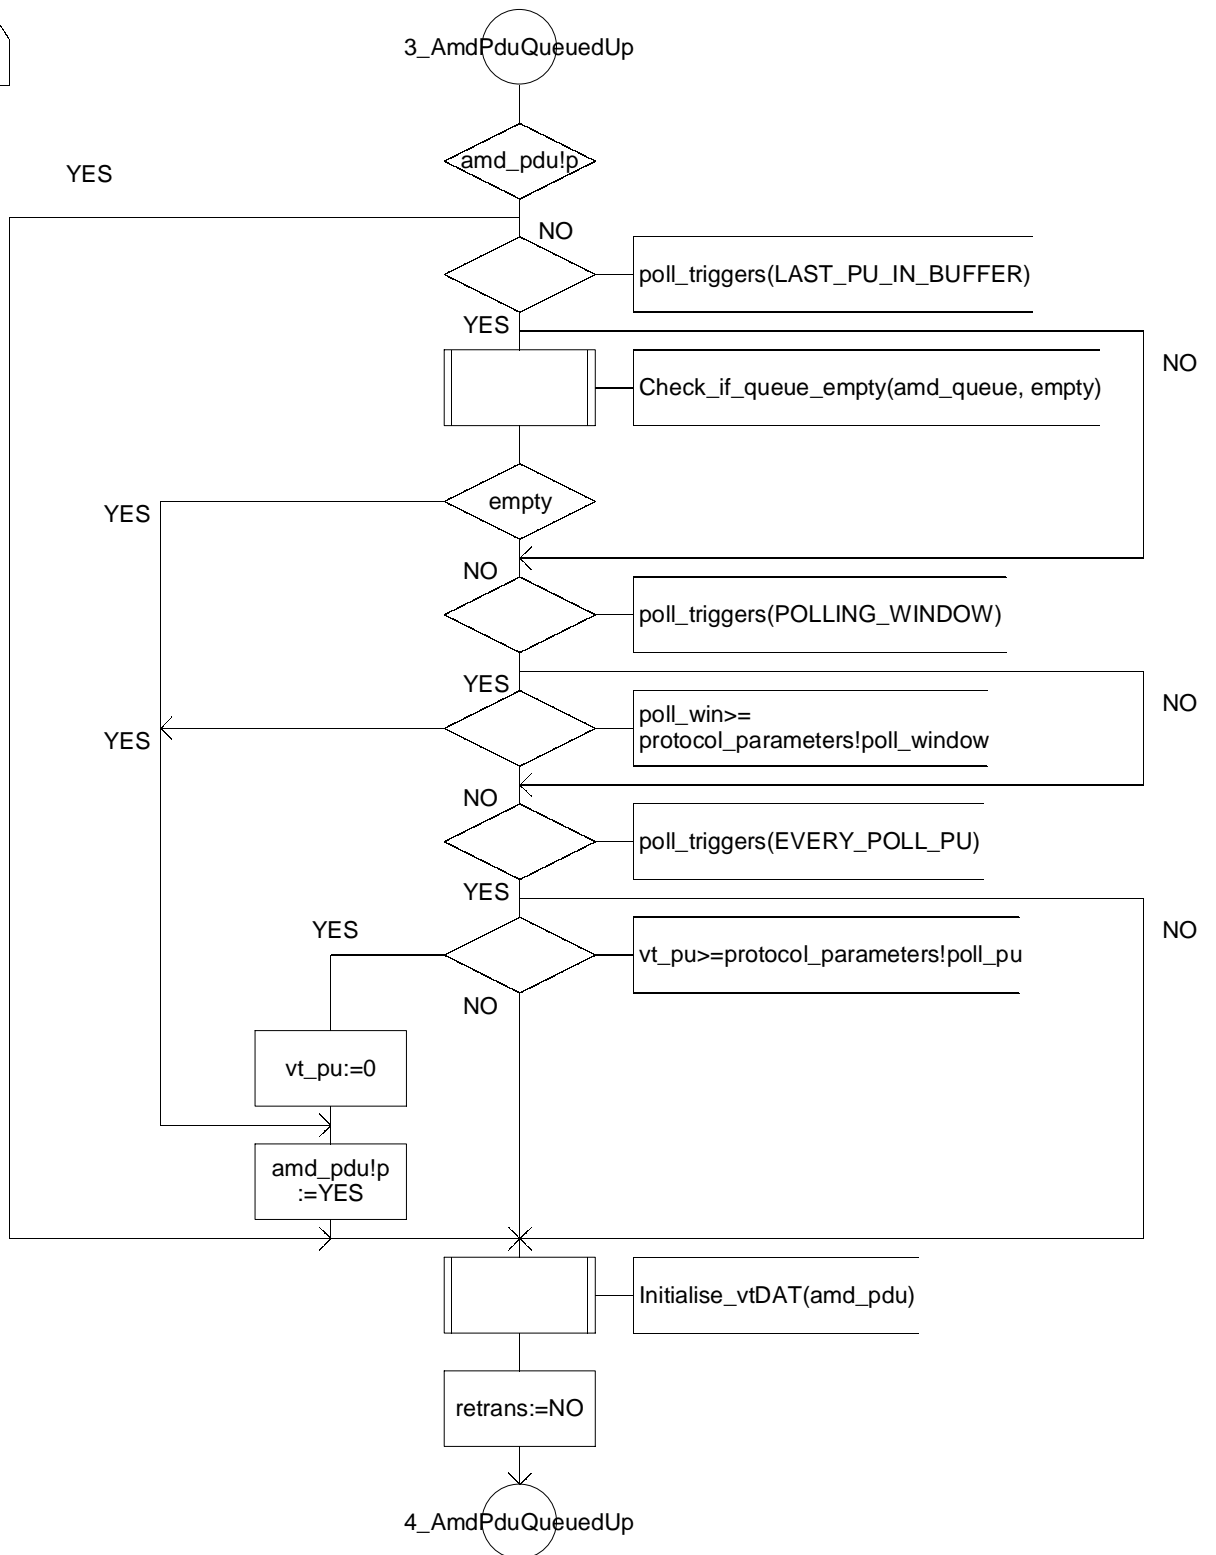 3_AmdPduQueuedUp
amd_pdu!p
YES
NO
poll_triggers(LAST_PU_IN_BUFFER)
YES
NO
Check_if_queue_empty(amd_queue, empty)
empty
YES
NO
poll_triggers(POLLING_WINDOW)
YES
NO
poll_win>=
protocol_parameters!poll_window
YES
NO
poll_triggers(EVERY_POLL_PU)
YES
YES
NO
vt_pu>=protocol_parameters!poll_pu
NO
vt_pu:=0
amd_pdu!p
:=YES
Initialise_vtDAT(amd_pdu)
retrans:=NO
4_AmdPduQueuedUp